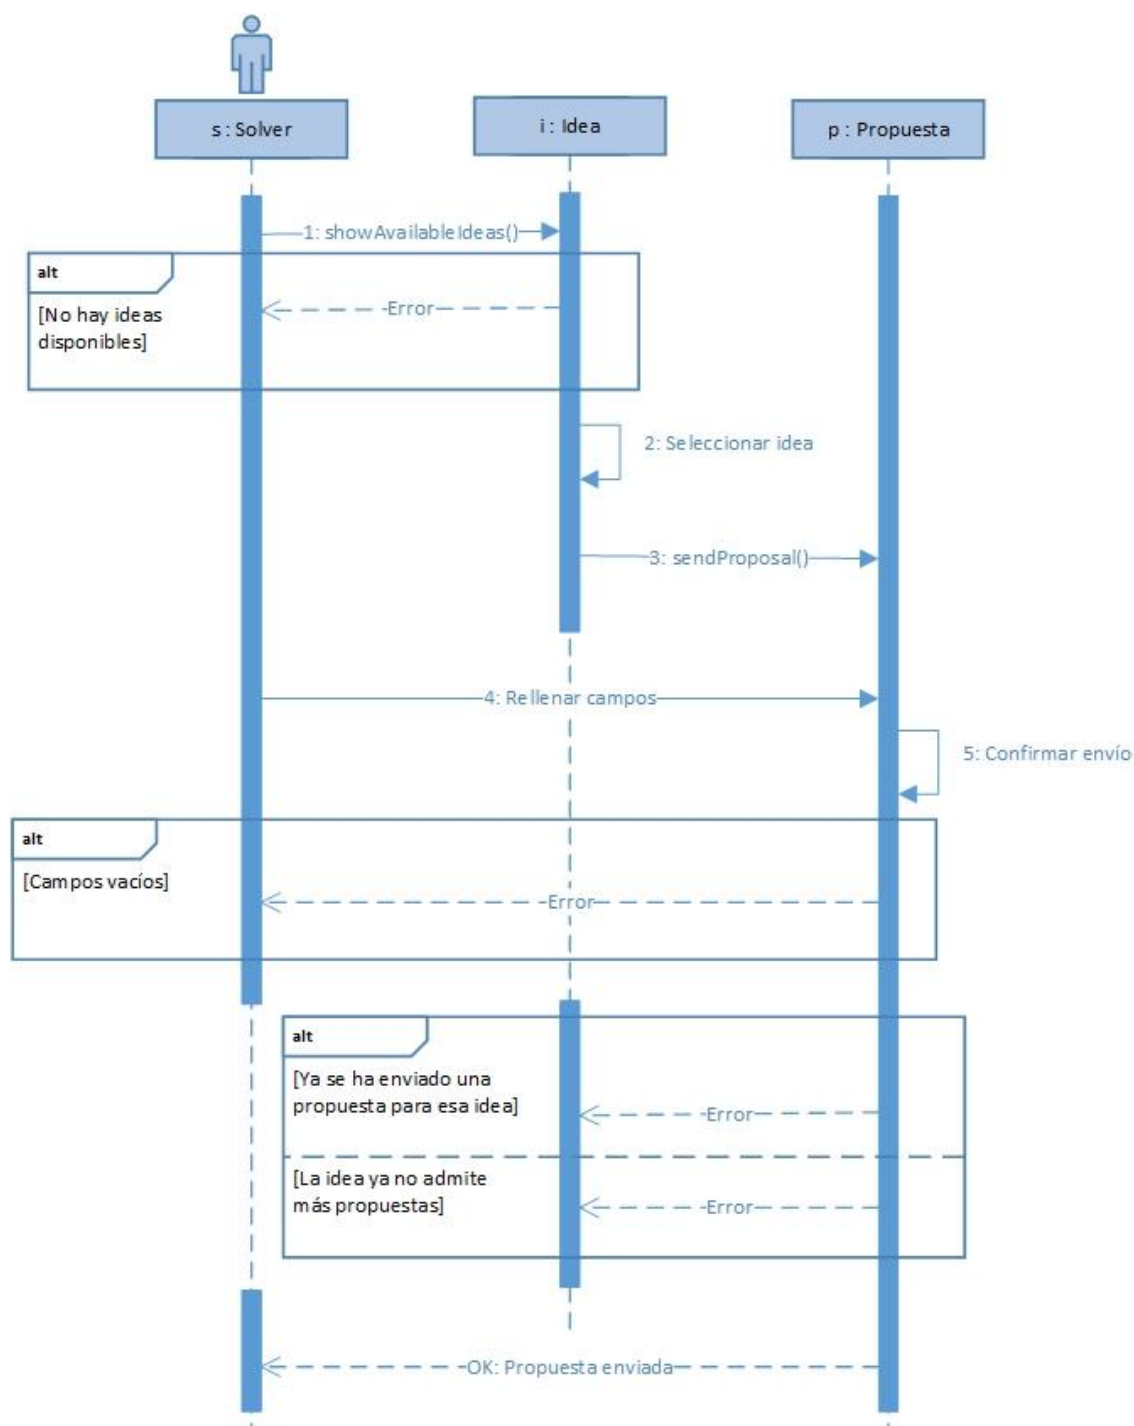 s : Solver
i : Idea
p : Propuesta
1: showAvailableIdeas()
alt
[No hay ideas
disponibles]
Error
2: Seleccionar idea
3: sendProposal()
4: Rellenar campos
5: Confirmar envío
alt
[Campos vacíos]
Error
alt
[Ya se ha enviado una
propuesta para esa idea]
Error
[La idea ya no admite
más propuestas]
Error
OK: Propuesta enviada